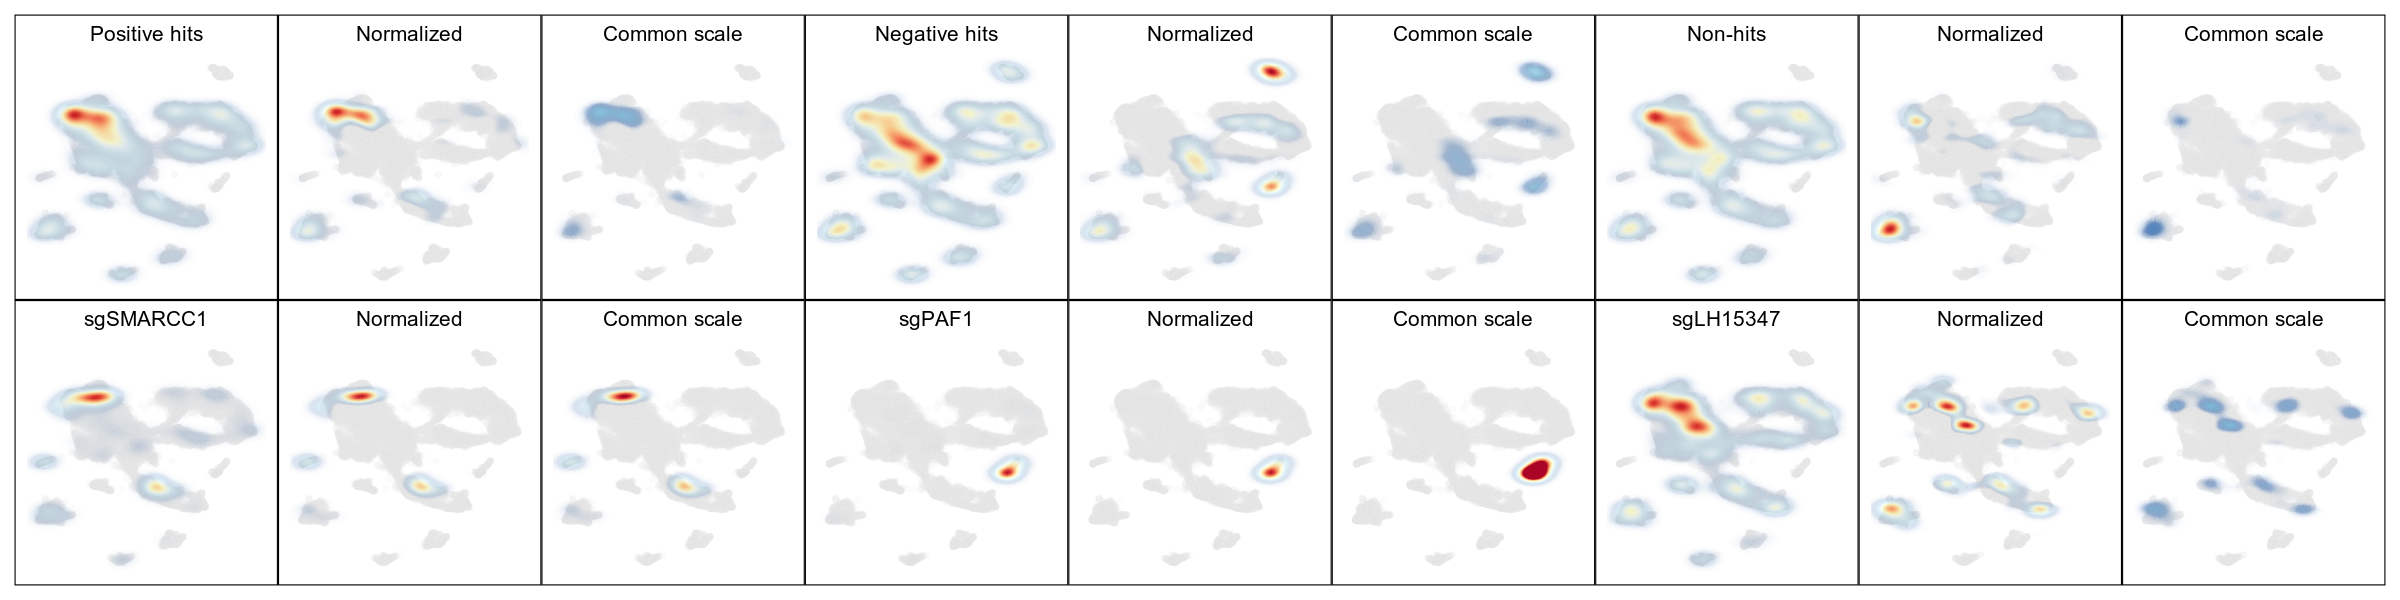 Positive hits
Normalized
Common scale
Negative hits
Normalized
Common scale
Non-hits
Normalized
Common scale
sgSMARCC1
Normalized
Common scale
sgPAF1
Normalized
Common scale
sgLH15347
Normalized
Common scale